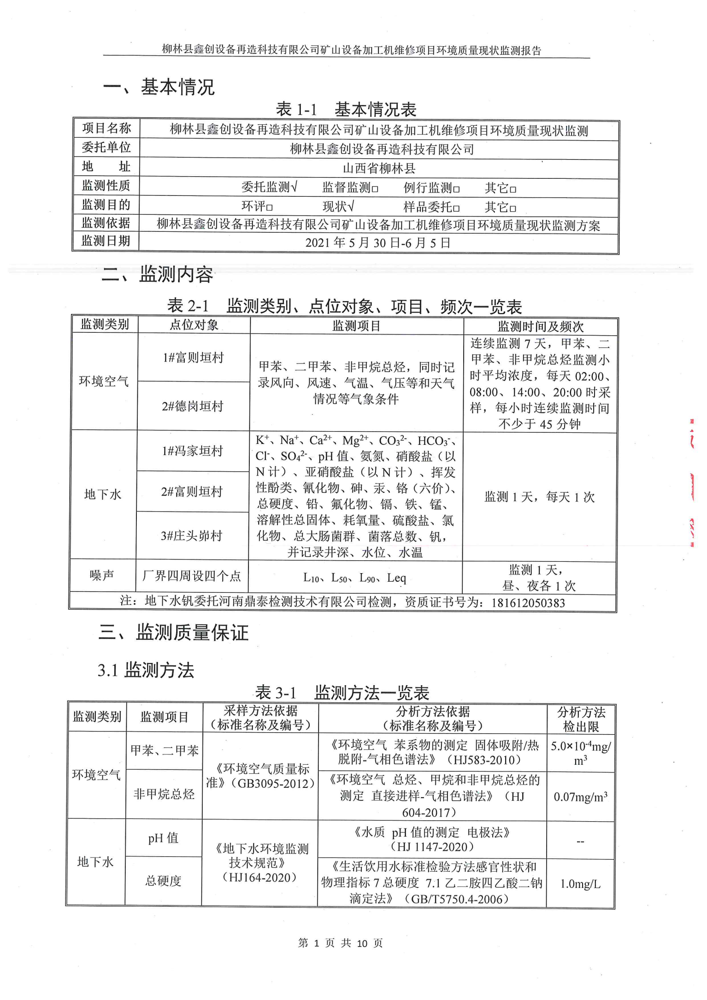 柳林县鑫创设备再造科技有限公司矿山设备加工机维修项目环境质量现状监测报告
一、基本情况
表 1-1 基本情况表
项目名称 柳林县鑫创设备再造科技有限公司矿山设备加工机维修项目环境质量现状监测
委托单位 柳林县鑫创设备再造科技有限公司
地 址 山西省柳林县
监测性质 委托监测√ 监督监测□ 例行监测□ 其它□
监测目的 环评□ 现状√ 样品委托□ 其它□
监测依据 柳林县鑫创设备再造科技有限公司矿山设备加工机维修项目环境质量现状监测方案
监测日期 2021 年 5 月 30 日-6 月 5 日
二、监测内容
表 2-1 监测类别、点位对象、项目、频次一览表
监测类别 点位对象 监测项目 监测时间及频次
环境空气
1#富则垣村
2#德岗垣村
甲苯、二甲苯、非甲烷总烃，同时记
录风向、风速、气温、气压等和天气
情况等气象条件
连续监测 7 天，甲苯、二
甲苯、非甲烷总烃监测小
时平均浓度，每天 02:00、
08:00、14:00、20:00 时采
样，每小时连续监测时间
不少于 45 分钟
地下水
1#冯家垣村
2#富则垣村
3#庄头峁村
K⁺、Na⁺、Ca²⁺、Mg²⁺、CO₃²⁻、HCO₃⁻、
Cl⁻、SO₄²⁻、pH 值、氨氮、硝酸盐（以
N 计）、亚硝酸盐（以 N 计）、挥发
性酚类、氰化物、砷、汞、铬（六价）、
总硬度、铅、氟化物、镉、铁、锰、
溶解性总固体、耗氧量、硫酸盐、氯
化物、总大肠菌群、菌落总数、钒，
并记录井深、水位、水温
监测 1 天，每天 1 次
噪声 厂界四周设四个点 L₁₀、L₅₀、L₉₀、Leq
监测 1 天，
昼、夜各 1 次
注：地下水钒委托河南鼎泰检测技术有限公司检测，资质证书号为：181612050383
三、监测质量保证
3.1 监测方法
表 3-1 监测方法一览表
监测类别 监测项目
采样方法依据
（标准名称及编号）
分析方法依据
（标准名称及编号）
分析方法
检出限
环境空气
甲苯、二甲苯
非甲烷总烃
《环境空气质量标
准》（GB3095-2012）
《环境空气 苯系物的测定 固体吸附/热
脱附-气相色谱法》（HJ583-2010）
5.0×10⁻⁴mg/
m³
《环境空气 总烃、甲烷和非甲烷总烃的
测定 直接进样-气相色谱法》（HJ
604-2017）
0.07mg/m³
地下水
pH 值
总硬度
《地下水环境监测
技术规范》
（HJ164-2020）
《水质 pH 值的测定 电极法》
（HJ 1147-2020）
--
《生活饮用水标准检验方法感官性状和
物理指标 7 总硬度 7.1 乙二胺四乙酸二钠
滴定法》（GB/T5750.4-2006）
1.0mg/L
第 1 页 共 10 页